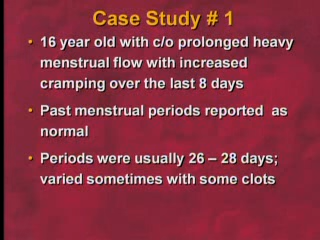 Case Study # 1
• 16 year old with c/o prolonged heavy
menstrual flow with increased
cramping over the last 8 days
• Past menstrual periods reported as
normal
• Periods were usually 26 – 28 days;
varied sometimes with some clots